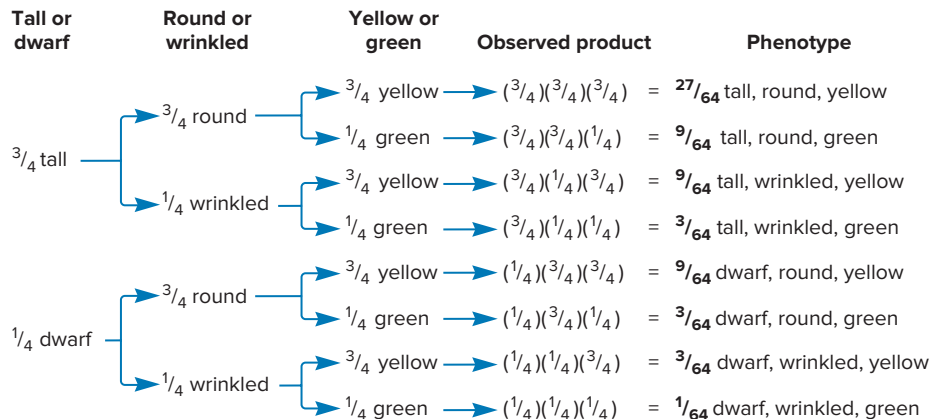 Tall or dwarf Round or wrinkled Yellow or green Observed product Phenotype
3/4 yellow (3/4)(3/4)(3/4) = 27/64 tall, round, yellow
3/4 round
1/4 green (3/4)(3/4)(1/4) = 9/64 tall, round, green
3/4 tall
3/4 yellow (3/4)(1/4)(3/4) = 9/64 tall, wrinkled, yellow
1/4 wrinkled
1/4 green (3/4)(1/4)(1/4) = 3/64 tall, wrinkled, green
3/4 yellow (1/4)(3/4)(3/4) = 9/64 dwarf, round, yellow
3/4 round
1/4 green (1/4)(3/4)(1/4) = 3/64 dwarf, round, green
1/4 dwarf
3/4 yellow (1/4)(1/4)(3/4) = 3/64 dwarf, wrinkled, yellow
1/4 wrinkled
1/4 green (1/4)(1/4)(1/4) = 1/64 dwarf, wrinkled, green